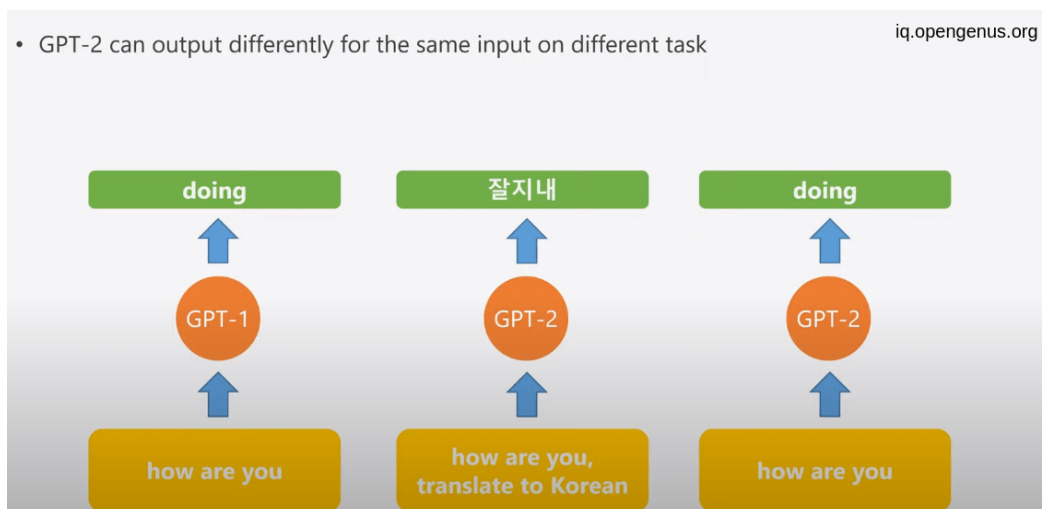 • GPT-2 can output differently for the same input on different task
iq.opengenus.org
doing
잘지내
doing
GPT-1
GPT-2
GPT-2
how are you
how are you,
translate to Korean
how are you